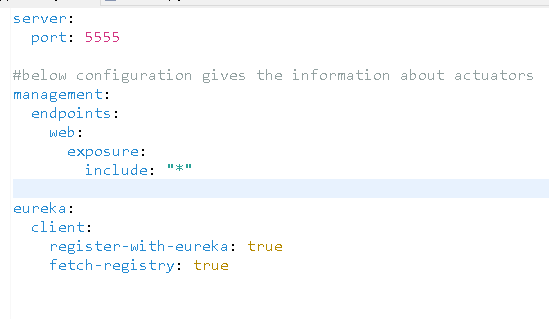 server:
  port: 5555
#below configuration gives the information about actuators
management:
  endpoints:
    web:
      exposure:
        include: "*"
eureka:
  client:
    register-with-eureka: true
    fetch-registry: true